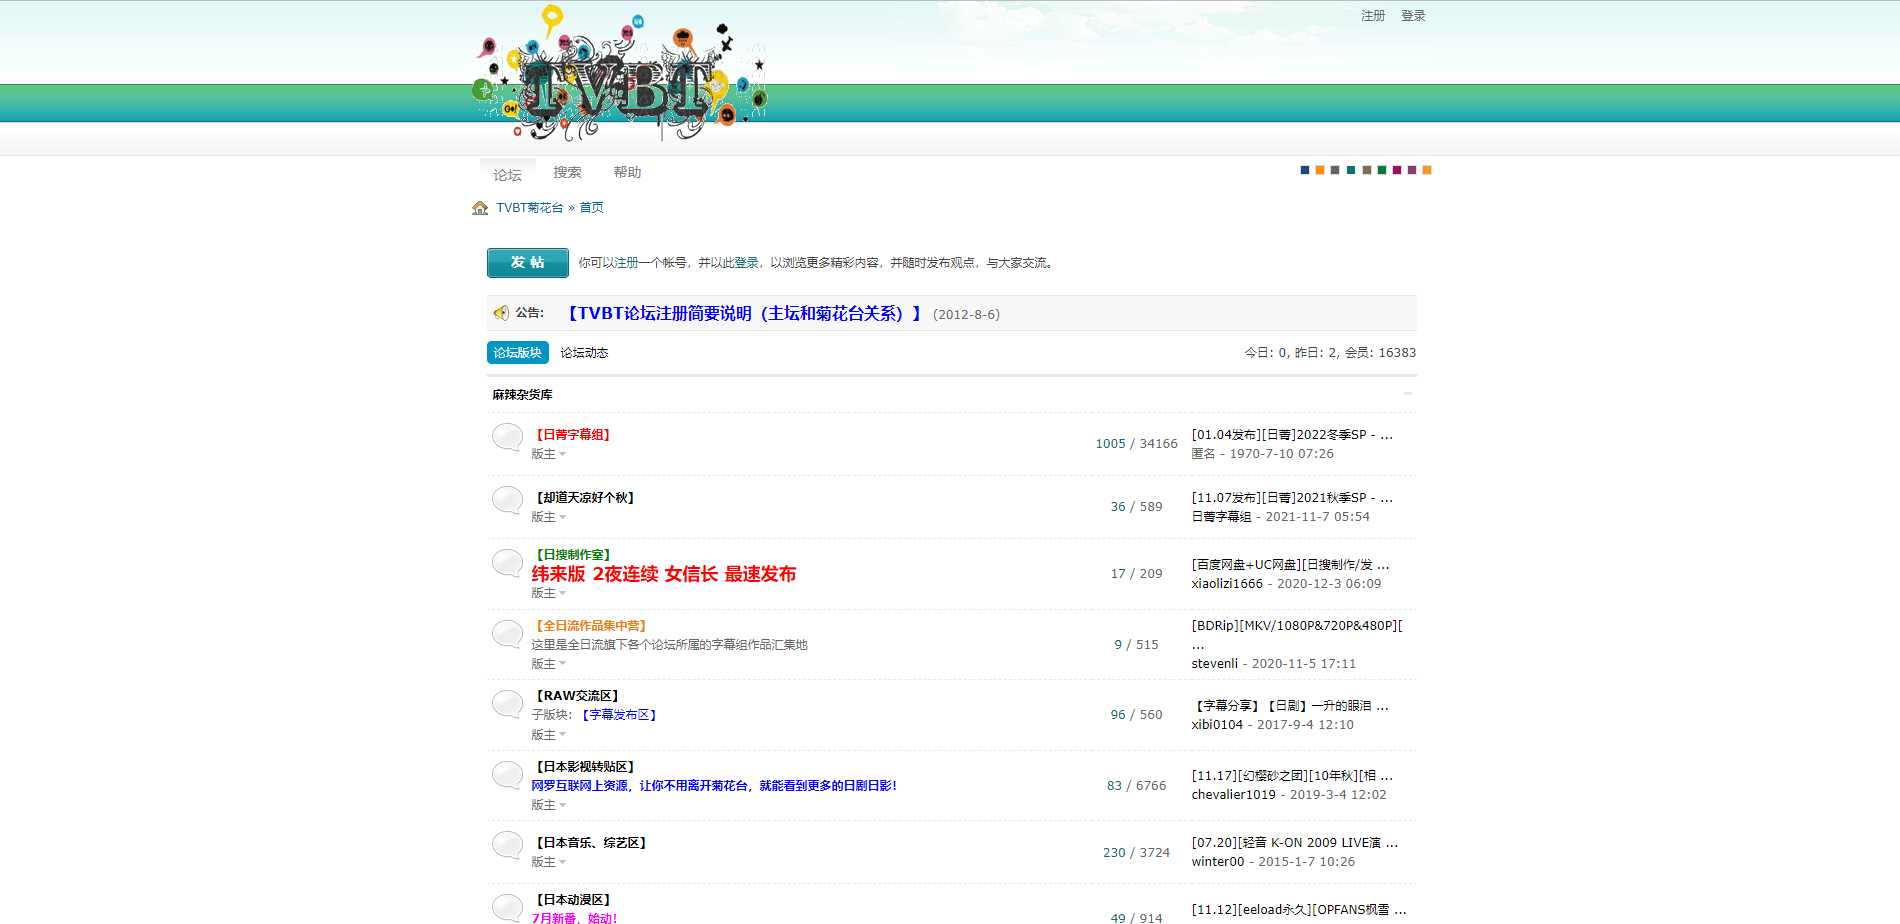 注册 登录
TVBT
论坛 搜索 帮助
TVBT菊花台 » 首页
发 帖 你可以注册一个帐号，并以此登录，以浏览更多精彩内容，并随时发布观点，与大家交流。
公告: 【TVBT论坛注册简要说明（主坛和菊花台关系）】 (2012-8-6)
论坛版块 论坛动态 今日: 0, 昨日: 2, 会员: 16383
麻辣杂货库
【日菁字幕组】
版主
1005 / 34166
[01.04发布][日菁]2022冬季SP - ...
匿名 - 1970-7-10 07:26
【却道天凉好个秋】
版主
36 / 589
[11.07发布][日菁]2021秋季SP - ...
日菁字幕组 - 2021-11-7 05:54
【日搜制作室】
纬来版 2夜连续 女信长 最速发布
版主
17 / 209
[百度网盘+UC网盘][日搜制作/发 ...
xiaolizi1666 - 2020-12-3 06:09
【全日流作品集中营】
这里是全日流旗下各个论坛所属的字幕组作品汇集地
版主
9 / 515
[BDRip][MKV/1080P&720P&480P][
...
stevenli - 2020-11-5 17:11
【RAW交流区】
子版块: 【字幕发布区】
版主
96 / 560
【字幕分享】【日剧】一升的眼泪 ...
xibi0104 - 2017-9-4 12:10
【日本影视转贴区】
网罗互联网上资源，让你不用离开菊花台，就能看到更多的日剧日影！
版主
83 / 6766
[11.17][幻樱砂之团][10年秋][相 ...
chevalier1019 - 2019-3-4 12:02
【日本音乐、综艺区】
版主
230 / 3724
[07.20][轻音 K-ON 2009 LIVE演 ...
winter00 - 2015-1-7 10:26
【日本动漫区】
7月新番，始动！
49 / 914
[11.12][eeload永久][OPFANS枫雪 ...